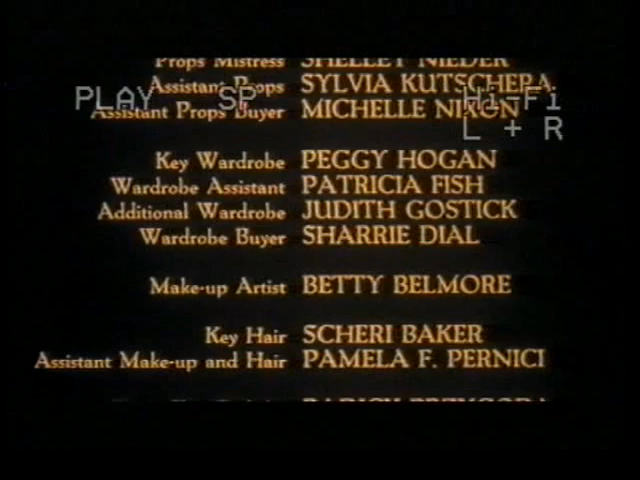 Props Mistress SHELLEY NIEDER
Assistant Props SYLVIA KUTSCHERA
PLAY SP Hi-Fi
Assistant Props Buyer MICHELLE NIXON
L + R
Key Wardrobe PEGGY HOGAN
Wardrobe Assistant PATRICIA FISH
Additional Wardrobe JUDITH GOSTICK
Wardrobe Buyer SHARRIE DIAL
Make-up Artist BETTY BELMORE
Key Hair SCHERI BAKER
Assistant Make-up and Hair PAMELA F. PERNICI